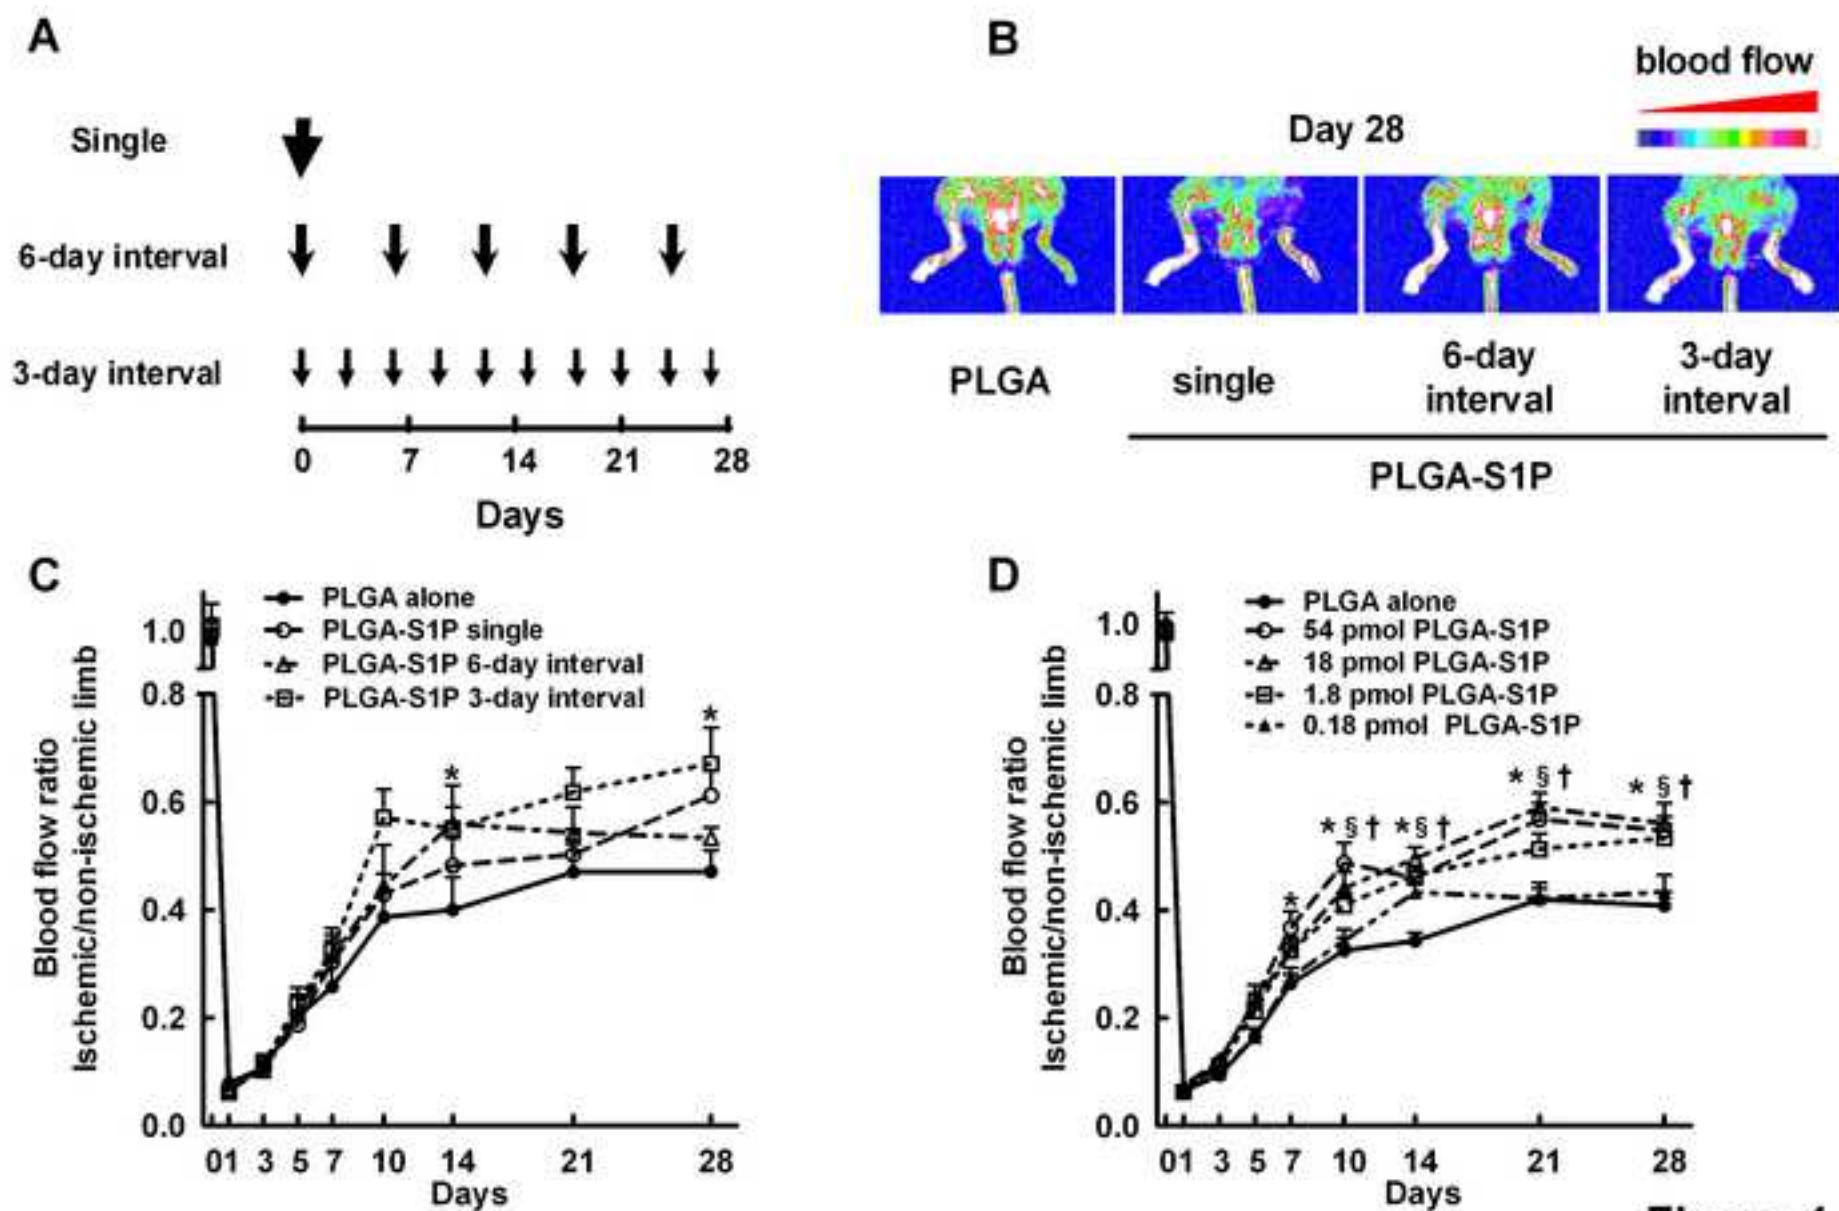 A
Single
6-day interval
3-day interval
0 7 14 21 28
Days
B
blood flow
Day 28
PLGA
single
6-day
interval
3-day
interval
PLGA-S1P
C
PLGA alone
PLGA-S1P single
PLGA-S1P 6-day interval
PLGA-S1P 3-day interval
Blood flow ratio
Ischemic/non-ischemic limb
1.0
0.8
0.6
0.4
0.2
0.0
*
*
01 3 5 7 10 14 21 28
Days
D
PLGA alone
54 pmol PLGA-S1P
18 pmol PLGA-S1P
1.8 pmol PLGA-S1P
0.18 pmol PLGA-S1P
Blood flow ratio
Ischemic/non-ischemic limb
1.0
0.8
0.6
0.4
0.2
0.0
*
* § †
* § †
* § †
* § †
01 3 5 7 10 14 21 28
Days